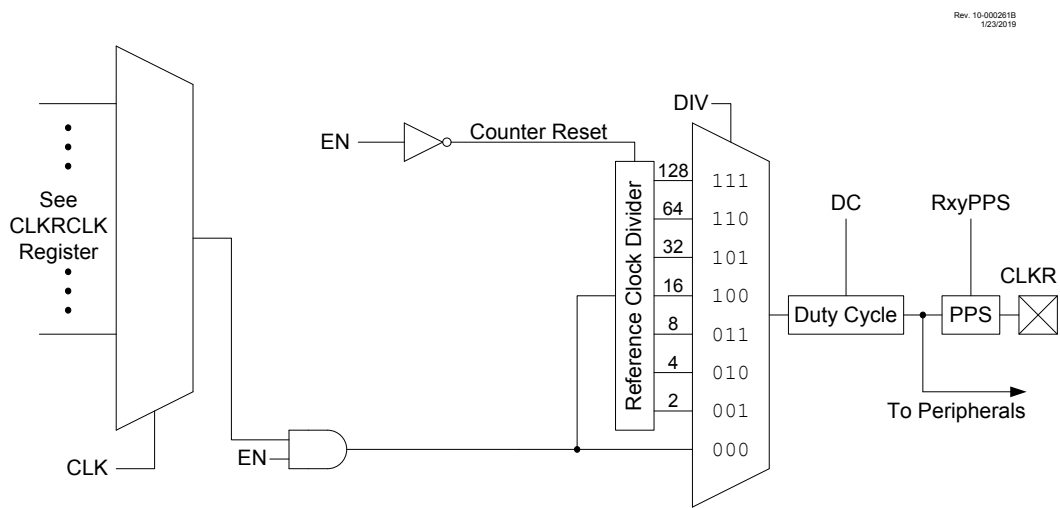 Rev. 10-000261B
1/23/2019
DIV
EN
Counter Reset
See
CLKRCLK
Register
Reference Clock Divider
128
111
64
110
32
101
16
100
8
011
4
010
2
001
000
DC
RxyPPS
CLKR
Duty Cycle
PPS
To Peripherals
EN
CLK